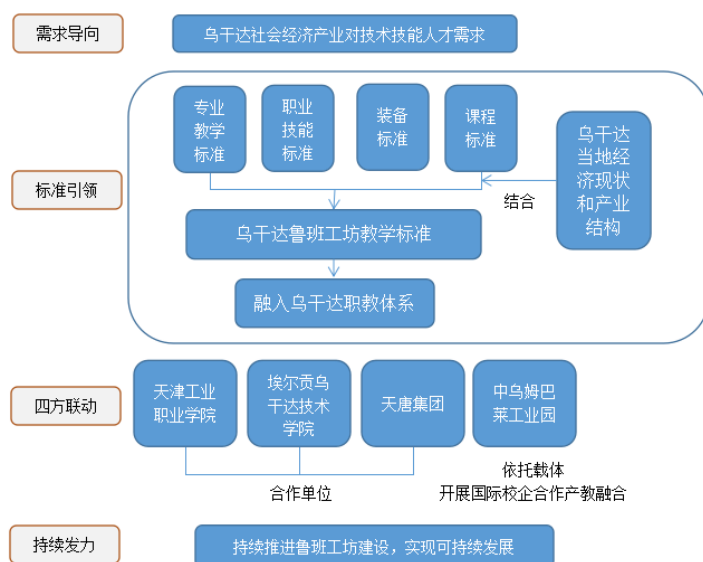 需求导向
乌干达社会经济产业对技术技能人才需求
标准引领
专业
教学
标准
职业
技能
标准
装备
标准
课程
标准
乌干达
当地经
济现状
和产业
结构
结合
乌干达鲁班工坊教学标准
融入乌干达职教体系
四方联动
天津工业
职业学院
埃尔贡乌
干达技术
学院
天唐集团
中乌姆巴
莱工业园
合作单位
依托载体
开展国际校企合作产教融合
持续发力
持续推进鲁班工坊建设，实现可持续发展